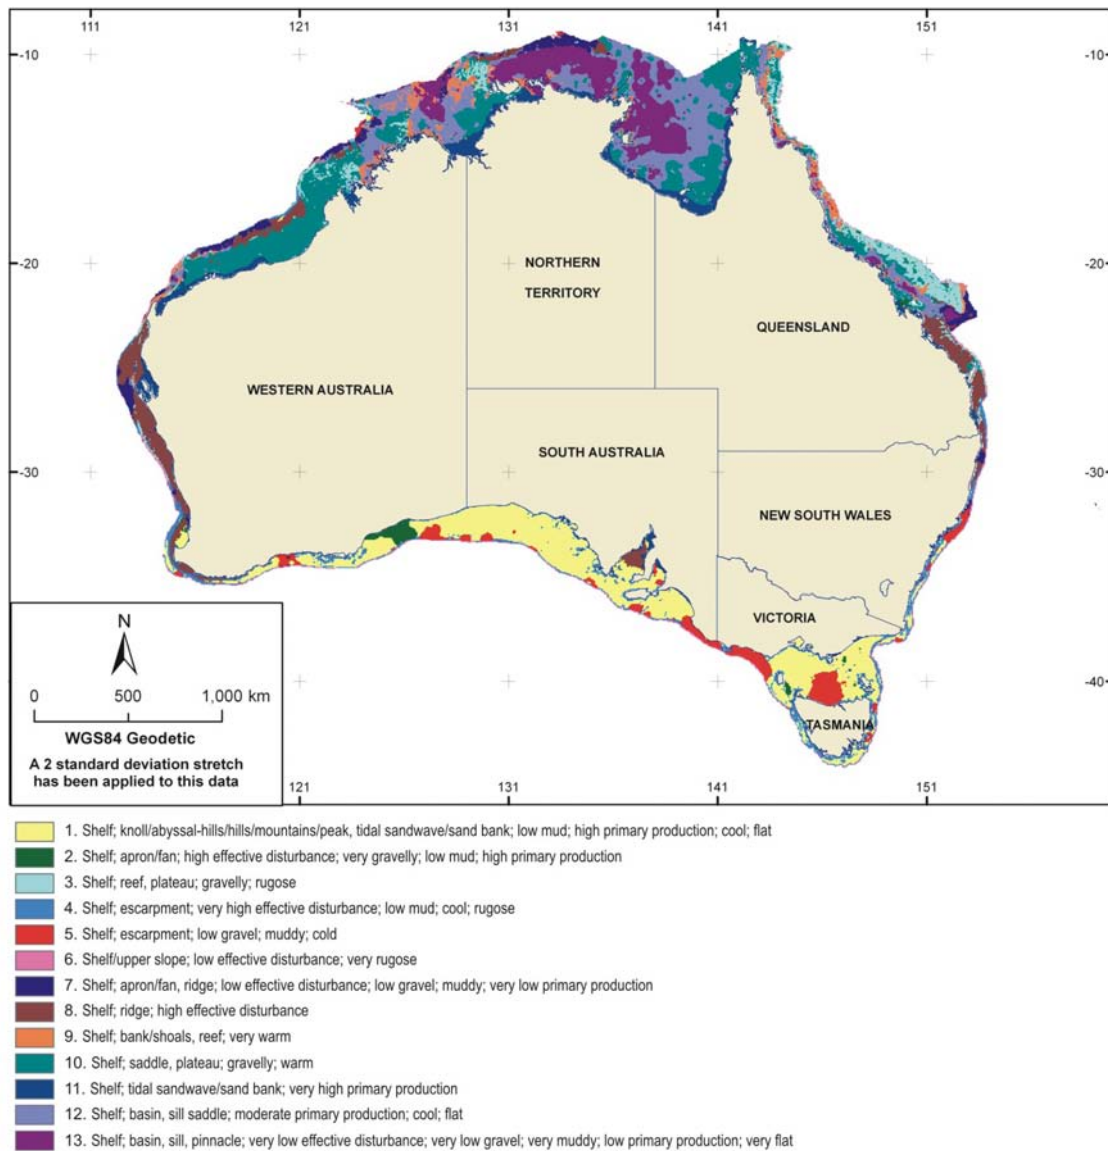 111 121 131 141 151
-10 -10
NORTHERN
TERRITORY
-20 -20
QUEENSLAND
WESTERN AUSTRALIA
SOUTH AUSTRALIA
-30 -30
NEW SOUTH WALES
VICTORIA
N
0 500 1,000 km
-40
TASMANIA
WGS84 Geodetic
A 2 standard deviation stretch
has been applied to this data
121 131 141 151
1. Shelf; knoll/abyssal-hills/hills/mountains/peak, tidal sandwave/sand bank; low mud; high primary production; cool; flat
2. Shelf; apron/fan; high effective disturbance; very gravelly; low mud; high primary production
3. Shelf; reef, plateau; gravelly; rugose
4. Shelf; escarpment; very high effective disturbance; low mud; cool; rugose
5. Shelf; escarpment; low gravel; muddy; cold
6. Shelf/upper slope; low effective disturbance; very rugose
7. Shelf; apron/fan, ridge; low effective disturbance; low gravel; muddy; very low primary production
8. Shelf; ridge; high effective disturbance
9. Shelf; bank/shoals, reef; very warm
10. Shelf; saddle, plateau; gravelly; warm
11. Shelf; tidal sandwave/sand bank; very high primary production
12. Shelf; basin, sill saddle; moderate primary production; cool; flat
13. Shelf; basin, sill, pinnacle; very low effective disturbance; very low gravel; very muddy; low primary production; very flat